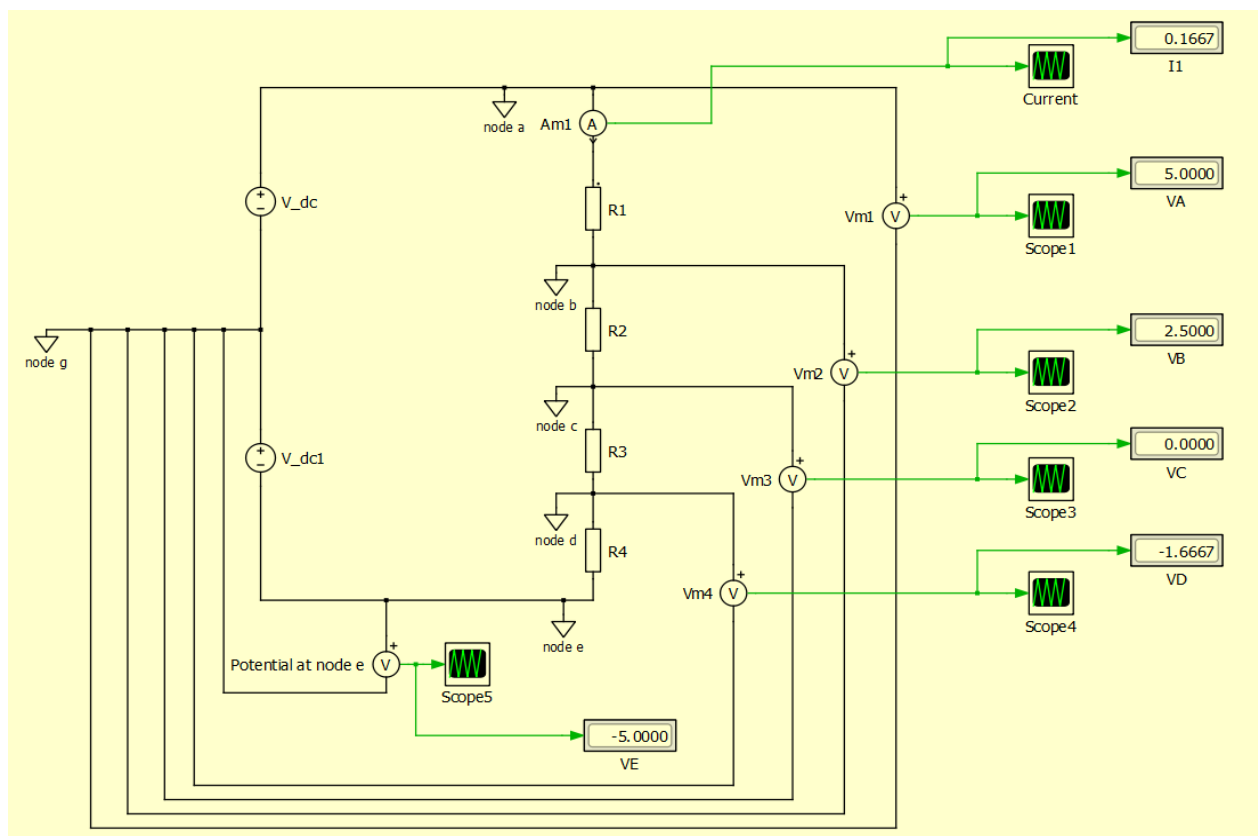 0.1667
I1
Current
node a
Am1
A
+
V_dc
R1
5.0000
VA
+
Vm1
V
Scope1
node b
R2
2.5000
VB
node g
+
Vm2
V
Scope2
node c
R3
0.0000
VC
+
V_dc1
+
Vm3
V
Scope3
node d
R4
-1.6667
VD
+
Vm4
V
Scope4
node e
+
Potential at node e
V
Scope5
-5.0000
VE